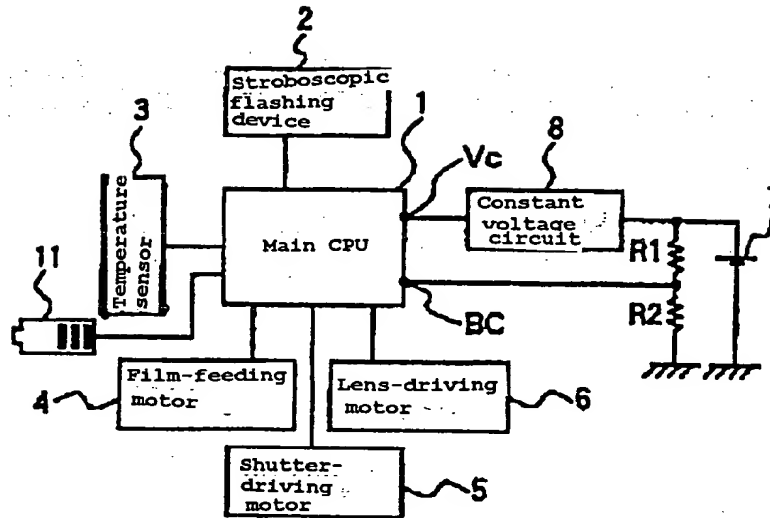 2
Stroboscopic
flashing
device
3
1
Vc
8
Temperature
sensor
Main CPU
Constant
voltage
circuit
R1
11
BC
R2
4
Film-feeding
motor
Lens-driving
motor
6
Shutter-
driving
motor
5